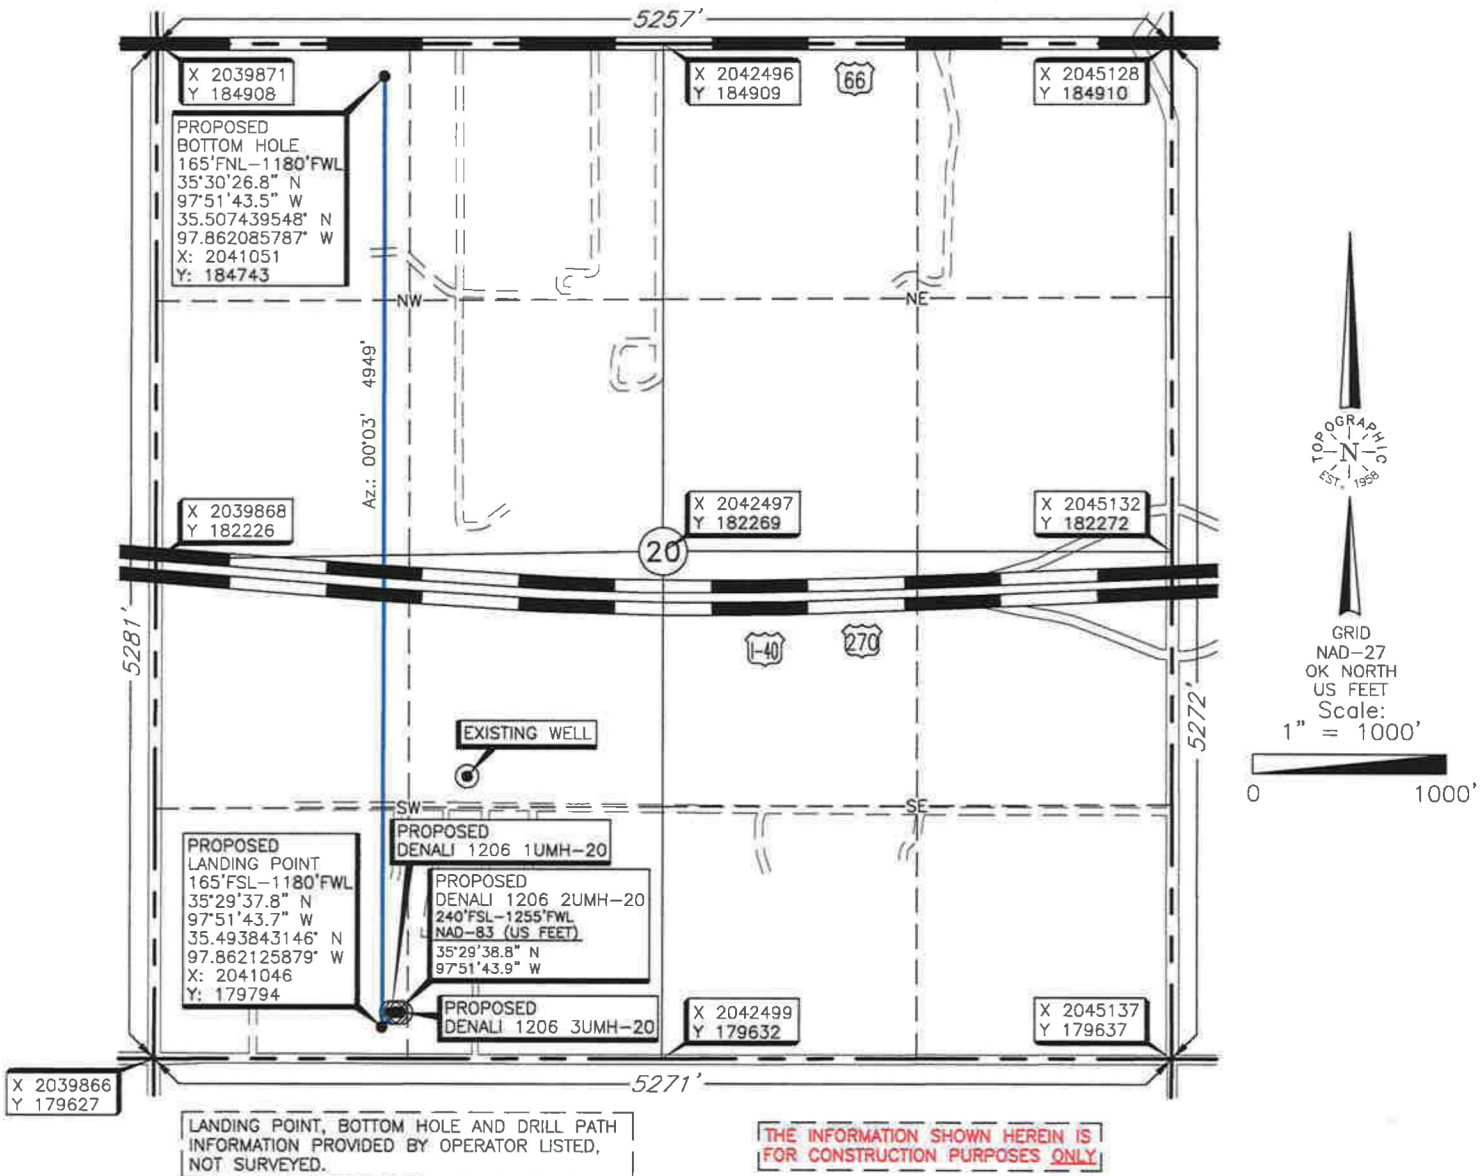 5257'
X 2039871
Y 184908
X 2042496
Y 184909
66
X 2045128
Y 184910
PROPOSED
BOTTOM HOLE
165'FNL-1180'FWL
35°30'26.8" N
97°51'43.5" W
35.507439548° N
97.862085787° W
X: 2041051
Y: 184743
NW
NE
Az.: 00°03' 4949'
TOPOGRAPHIC
N
EST. 1958
X 2039868
Y 182226
X 2042497
Y 182269
X 2045132
Y 182272
20
5281'
I-40
270
GRID
NAD-27
OK NORTH
US FEET
Scale:
1" = 1000'
0 1000'
5272'
EXISTING WELL
SW
SE
PROPOSED
DENALI 1206 1UMH-20
PROPOSED
LANDING POINT
165'FSL-1180'FWL
35°29'37.8" N
97°51'43.7" W
35.493843146° N
97.862125879° W
X: 2041046
Y: 179794
PROPOSED
DENALI 1206 2UMH-20
240'FSL-1255'FWL
NAD-83 (US FEET)
35°29'38.8" N
97°51'43.9" W
PROPOSED
DENALI 1206 3UMH-20
X 2042499
Y 179632
X 2045137
Y 179637
X 2039866
Y 179627
5271'
LANDING POINT, BOTTOM HOLE AND DRILL PATH
INFORMATION PROVIDED BY OPERATOR LISTED,
NOT SURVEYED.
THE INFORMATION SHOWN HEREIN IS
FOR CONSTRUCTION PURPOSES ONLY